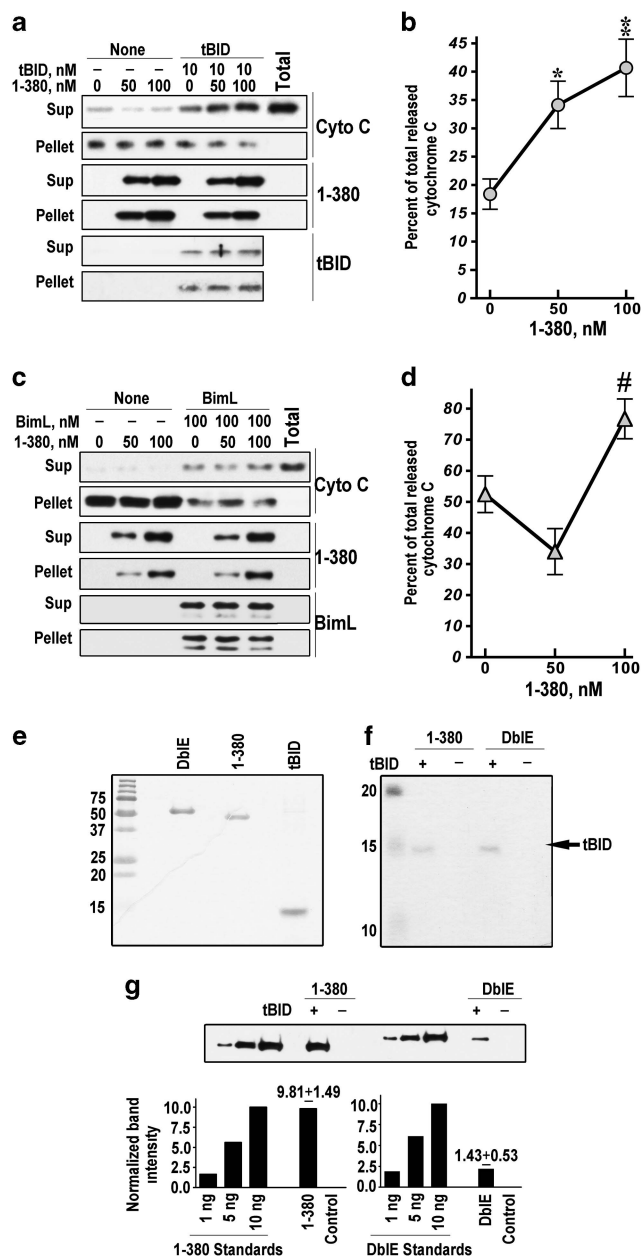 a
None tBID
tBID, nM – – – 10 10 10 Total
1-380, nM 0 50 100 0 50 100
Sup
Pellet
Cyto C
Sup
Pellet
1-380
Sup
Pellet
tBID
b
Percent of total released
cytochrome C
45
40
35
30
25
20
15
10
5
0
* ‡
0 50 100
1-380, nM
c
None BimL
BimL, nM – – – 100 100 100 Total
1-380, nM 0 50 100 0 50 100
Sup
Pellet
Cyto C
Sup
Pellet
1-380
Sup
Pellet
BimL
d
Percent of total released
cytochrome C
80
70
60
50
40
30
20
10
0
#
0 50 100
1-380, nM
e
DblE 1-380 tBID
75
50
37
25
20
15
f
1-380 DblE
tBID + – + –
20
15
10
tBID
g
1-380 DblE
tBID + – + –
Normalized band
intensity
10.0
7.5
5.0
2.5
0.0
9.81+1.49
1 ng 5 ng 10 ng 1-380 Control
1-380 Standards
10.0
7.5
5.0
2.5
0.0
1.43+0.53
1 ng 5 ng 10 ng DblE Control
DblE Standards